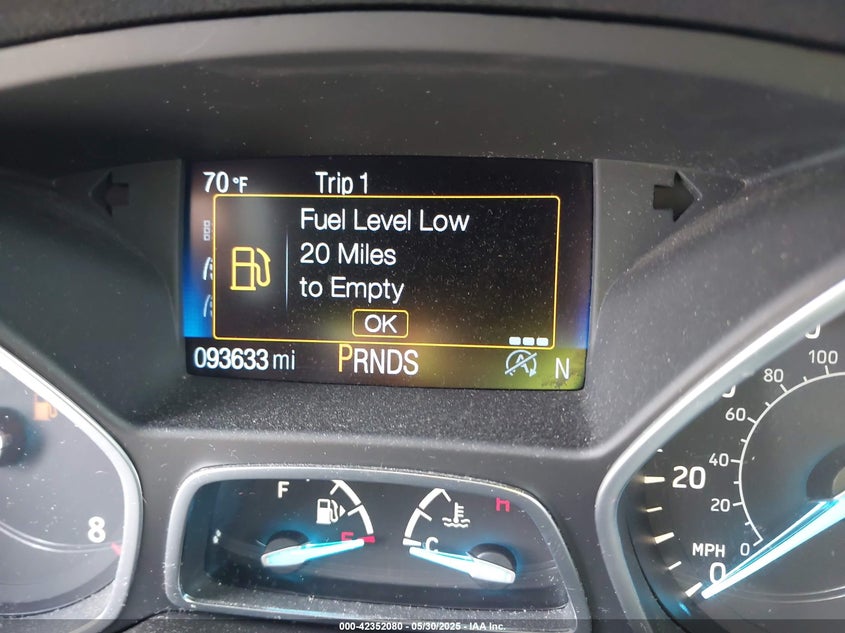 70°F Trip 1
Fuel Level Low
20 Miles
to Empty
OK
093633 mi PRNDS N
A
F
E
H
C
8
100
80
60
40
20
0
20
MPH
0
000-42352080 - 05/30/2025 - IAA Inc.